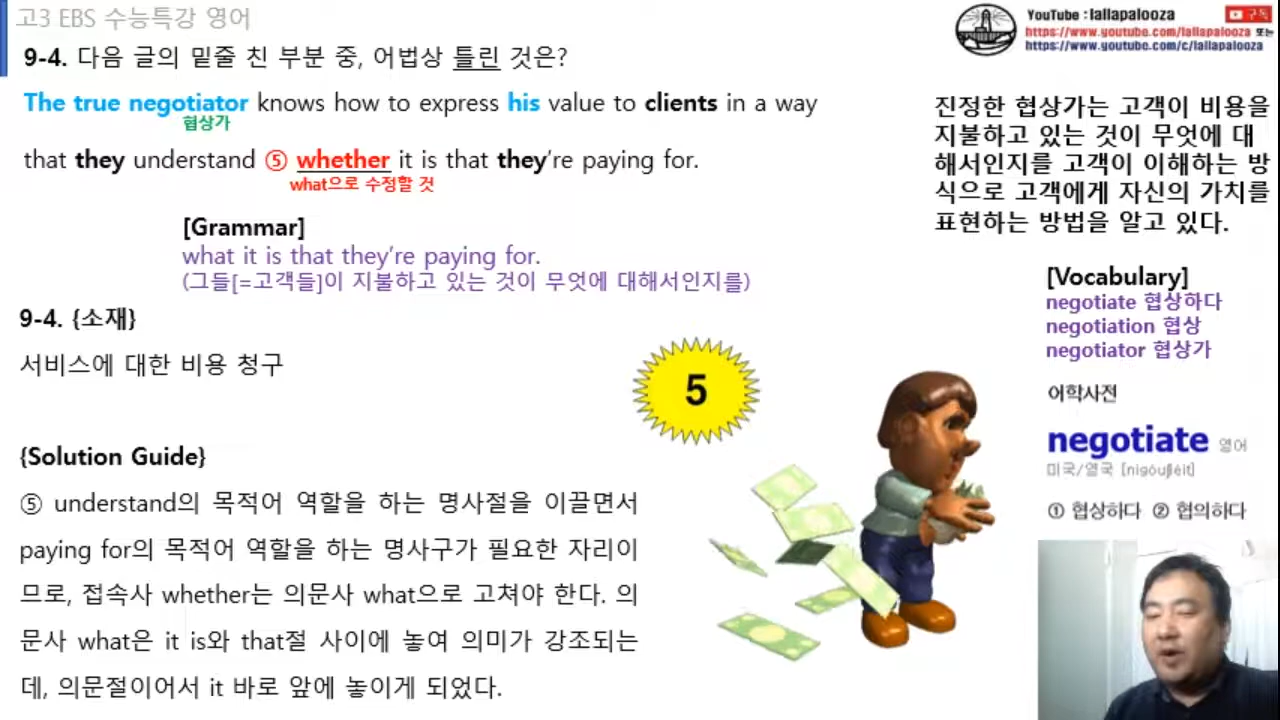 고3 EBS 수능특강 영어
YouTube : lallapalooza
구독
https://www.youtube.com/lallapalooza 또는
https://www.youtube.com/c/lallapalooza
9-4. 다음 글의 밑줄 친 부분 중, 어법상 틀린 것은?
The true negotiator knows how to express his value to clients in a way
협상가
that they understand ⑤ whether it is that they're paying for.
what으로 수정할 것
진정한 협상가는 고객이 비용을
지불하고 있는 것이 무엇에 대
해서인지를 고객이 이해하는 방
식으로 고객에게 자신의 가치를
표현하는 방법을 알고 있다.
[Grammar]
what it is that they're paying for.
(그들[=고객들]이 지불하고 있는 것이 무엇에 대해서인지를)
[Vocabulary]
negotiate 협상하다
negotiation 협상
negotiator 협상가
9-4. {소재}
서비스에 대한 비용 청구
5
어학사전
negotiate 영어
미국/영국 [nigóuʃièit]
① 협상하다 ② 협의하다
{Solution Guide}
⑤ understand의 목적어 역할을 하는 명사절을 이끌면서
paying for의 목적어 역할을 하는 명사구가 필요한 자리이
므로, 접속사 whether는 의문사 what으로 고쳐야 한다. 의
문사 what은 it is와 that절 사이에 놓여 의미가 강조되는
데, 의문절이어서 it 바로 앞에 놓이게 되었다.